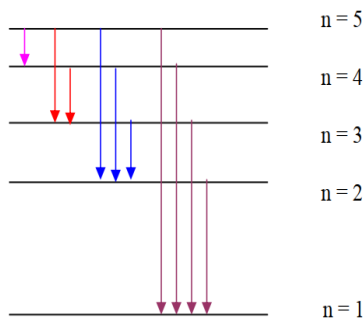 n = 5
n = 4
n = 3
n = 2
n = 1